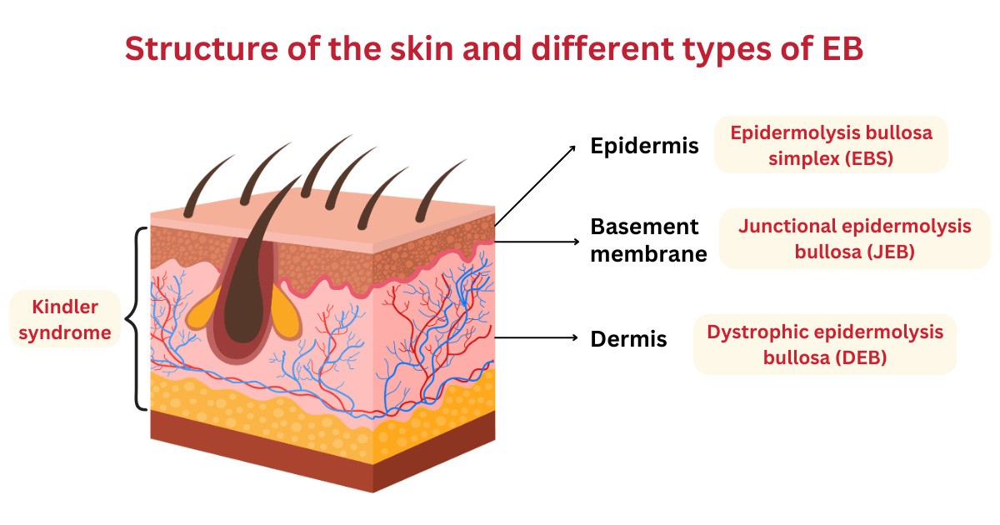 Structure of the skin and different types of EB
Epidermis
Epidermolysis bullosa
simplex (EBS)
Basement
membrane
Junctional epidermolysis
bullosa (JEB)
Kindler
syndrome
Dermis
Dystrophic epidermolysis
bullosa (DEB)